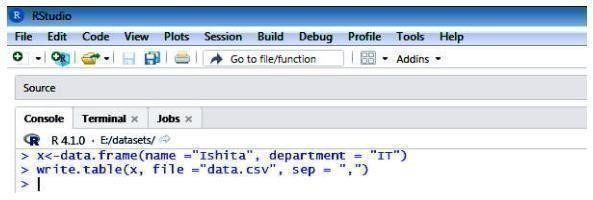 RStudio
File Edit Code View Plots Session Build Debug Profile Tools Help
Go to file/function Addins
Source
Console Terminal × Jobs ×
R 4.1.0 · E:/datasets/
> x<-data.frame(name ="Ishita", department = "IT")
> write.table(x, file ="data.csv", sep = ",")
>